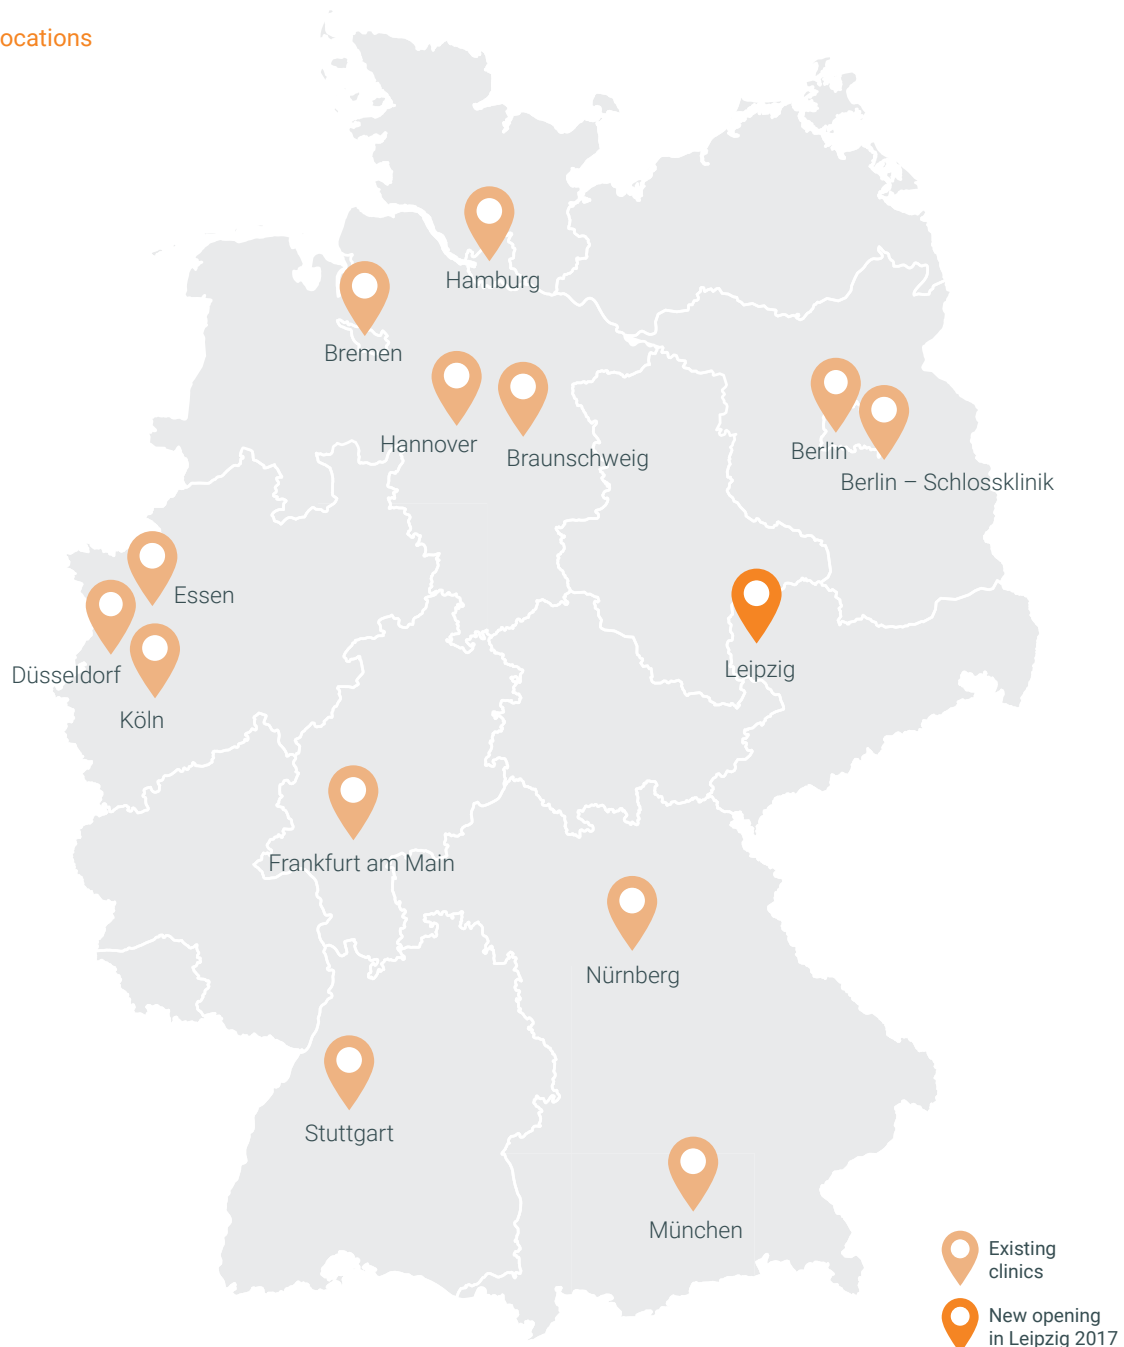 ocations
Hamburg
Bremen
Hannover
Braunschweig
Berlin
Berlin – Schlossklinik
Essen
Düsseldorf
Köln
Leipzig
Frankfurt am Main
Nürnberg
Stuttgart
München
Existing
clinics
New opening
in Leipzig 2017